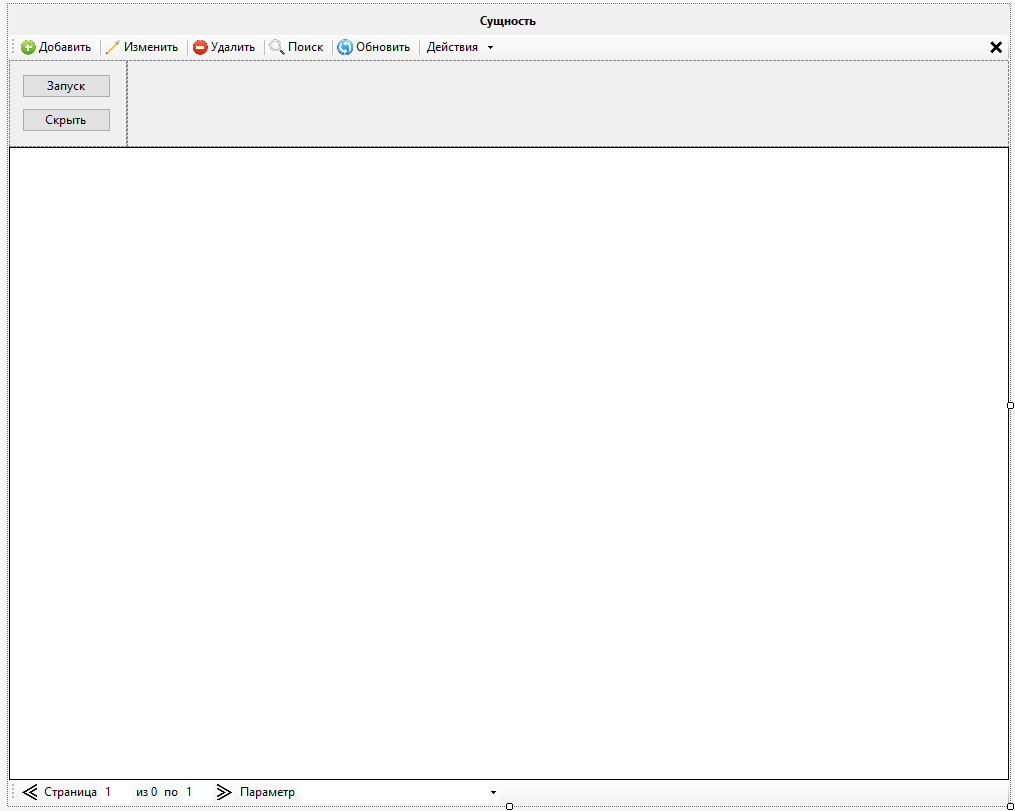 Сущность
Добавить Изменить Удалить Поиск Обновить Действия
Запуск
Скрыть
Страница 1 из 0 по 1 Параметр